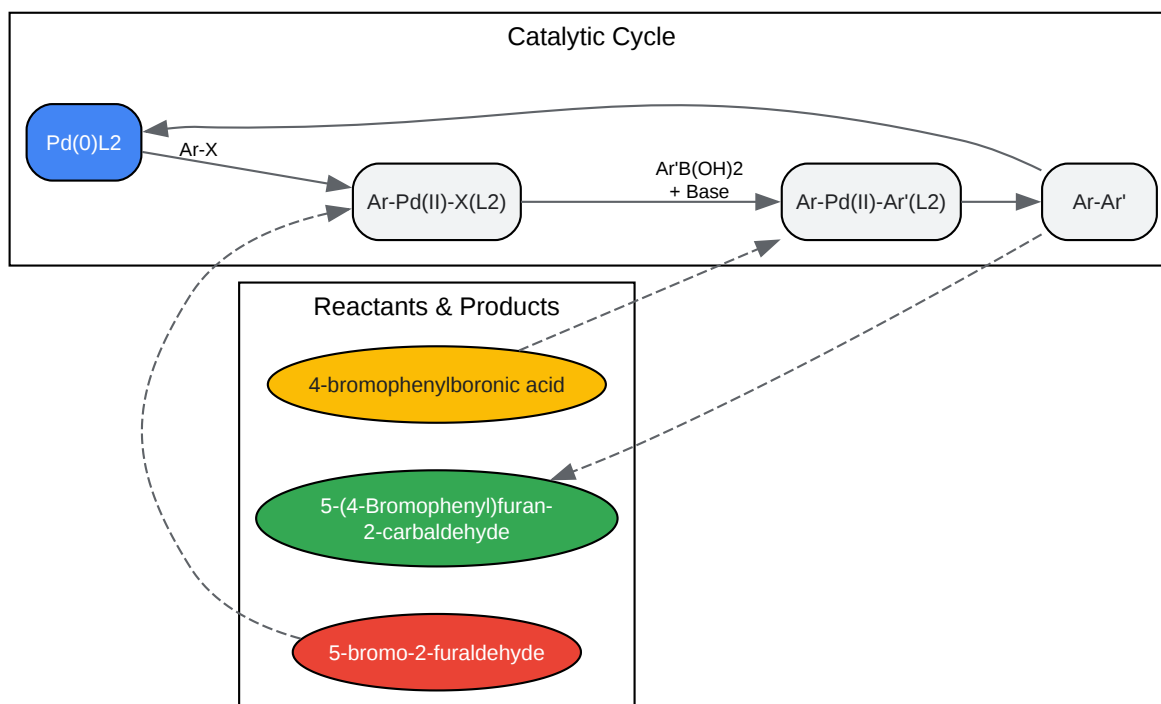 Catalytic Cycle
Pd(0)L2
Ar-X
Ar-Pd(II)-X(L2)
Ar'B(OH)2
+ Base
Ar-Pd(II)-Ar'(L2)
Ar-Ar'
Reactants & Products
4-bromophenylboronic acid
5-(4-Bromophenyl)furan-
2-carbaldehyde
5-bromo-2-furaldehyde